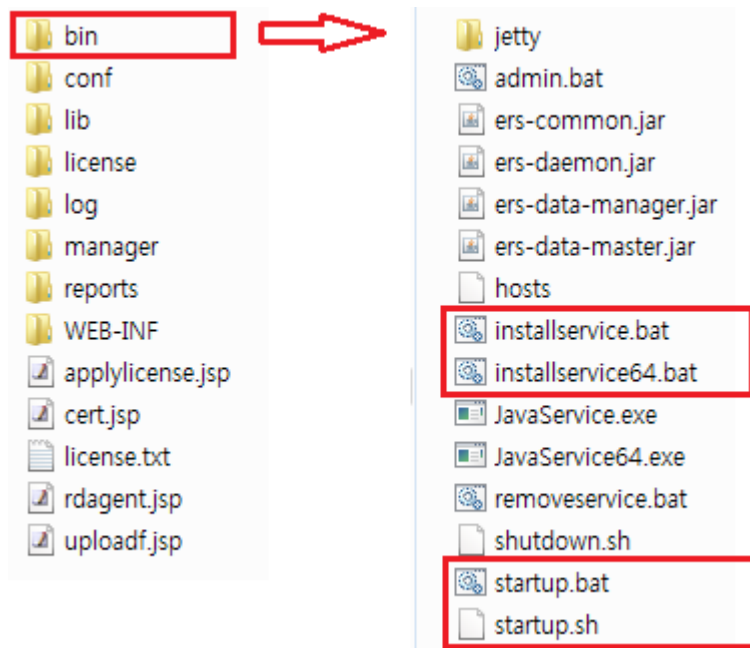 bin
conf
lib
license
log
manager
reports
WEB-INF
applylicense.jsp
cert.jsp
license.txt
rdagent.jsp
uploadf.jsp
jetty
admin.bat
ers-common.jar
ers-daemon.jar
ers-data-manager.jar
ers-data-master.jar
hosts
installservice.bat
installservice64.bat
JavaService.exe
JavaService64.exe
removeservice.bat
shutdown.sh
startup.bat
startup.sh